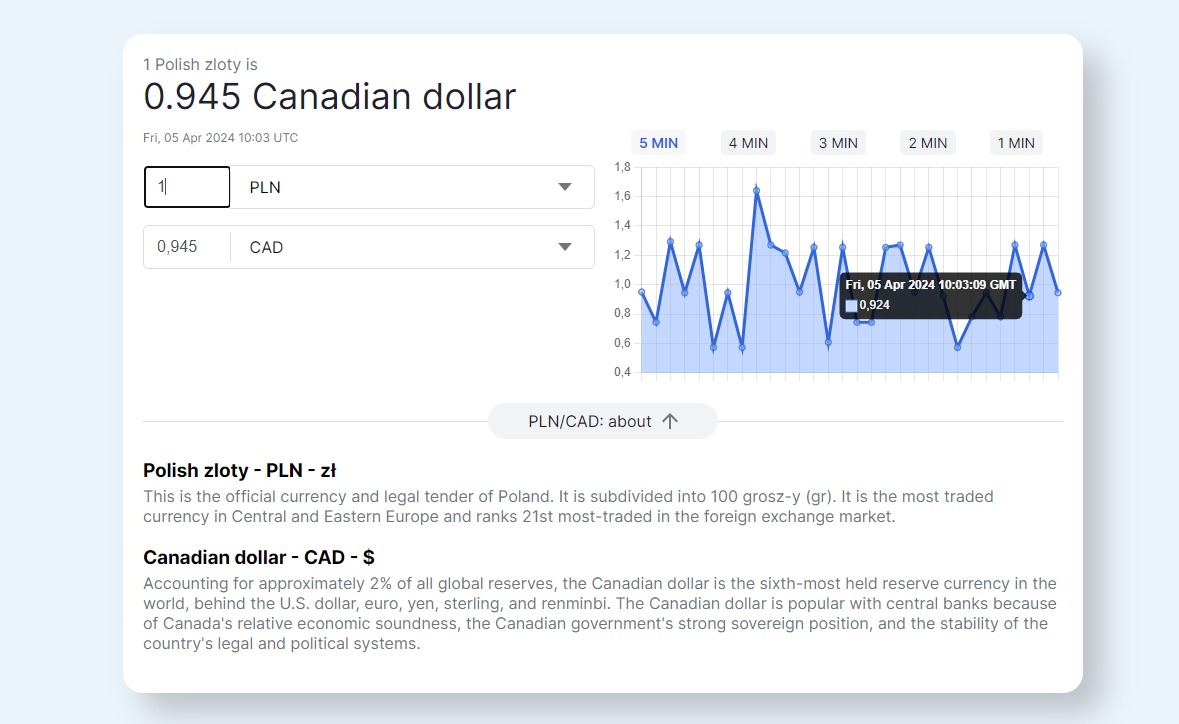 1 Polish zloty is
0.945 Canadian dollar
Fri, 05 Apr 2024 10:03 UTC
1 PLN
0,945 CAD
5 MIN 4 MIN 3 MIN 2 MIN 1 MIN
1,8
1,6
1,4
1,2
1,0
0,8
0,6
0,4
Fri, 05 Apr 2024 10:03:09 GMT
0,924
PLN/CAD: about
Polish zloty - PLN - zł
This is the official currency and legal tender of Poland. It is subdivided into 100 grosz-y (gr). It is the most traded
currency in Central and Eastern Europe and ranks 21st most-traded in the foreign exchange market.
Canadian dollar - CAD - $
Accounting for approximately 2% of all global reserves, the Canadian dollar is the sixth-most held reserve currency in the
world, behind the U.S. dollar, euro, yen, sterling, and renminbi. The Canadian dollar is popular with central banks because
of Canada's relative economic soundness, the Canadian government's strong sovereign position, and the stability of the
country's legal and political systems.